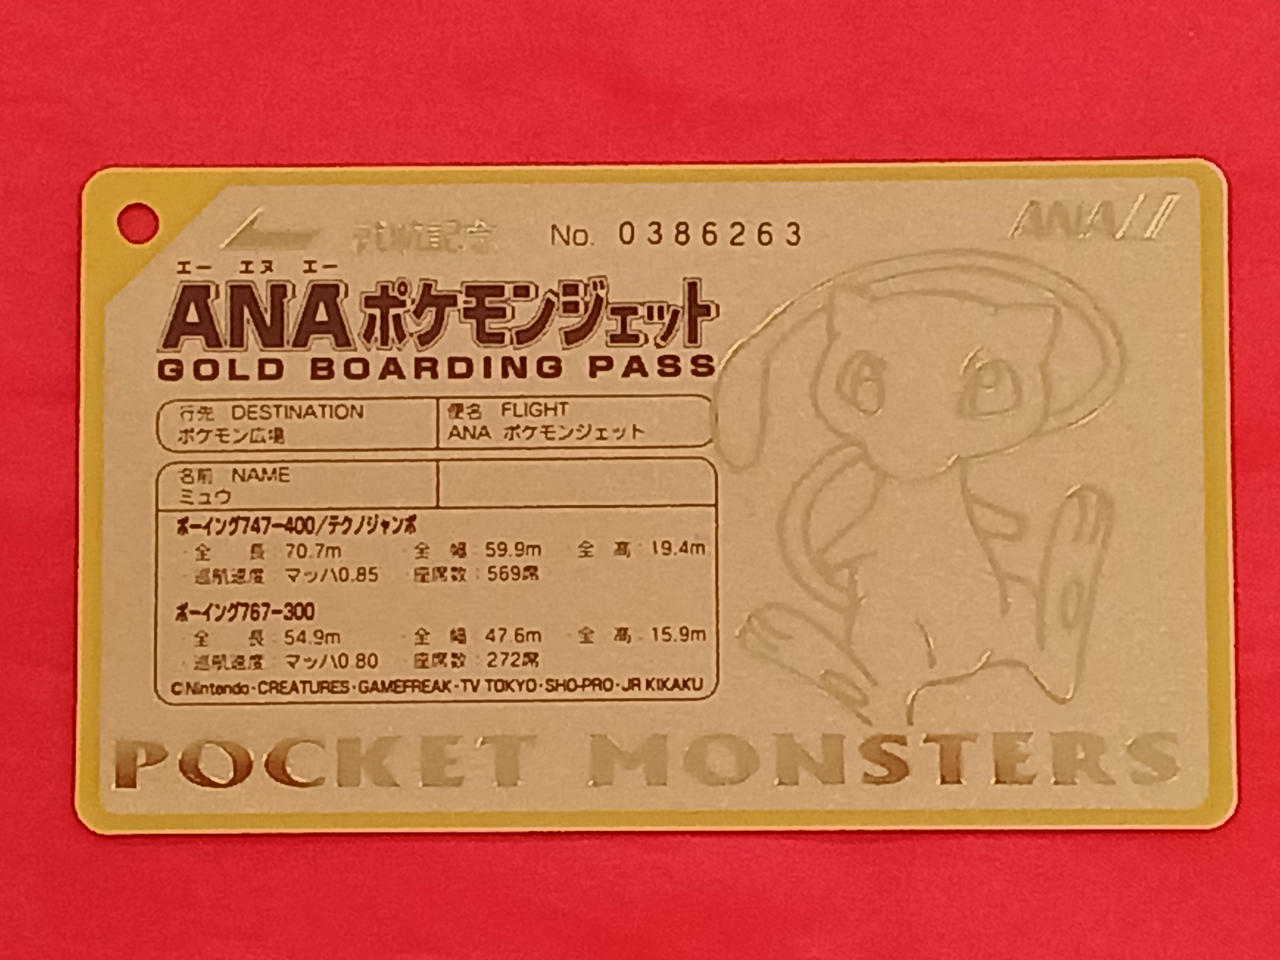 就航記念 No. 0386263 ANA
エー エヌ エー
ANAポケモンジェット
GOLD BOARDING PASS
行先 DESTINATION
ポケモン広場
便名 FLIGHT
ANA ポケモンジェット
名前 NAME
ミュウ
ボーイング747-400/テクノジャンボ
・全 長:70.7m ・全 幅:59.9m ・全 高:19.4m
・巡航速度:マッハ0.85 ・座席数:569席
ボーイング767-300
・全 長:54.9m ・全 幅:47.6m ・全 高:15.9m
・巡航速度:マッハ0.80 ・座席数:272席
©Nintendo・CREATURES・GAMEFREAK・TV TOKYO・SHO-PRO・JR KIKAKU
POCKET MONSTERS